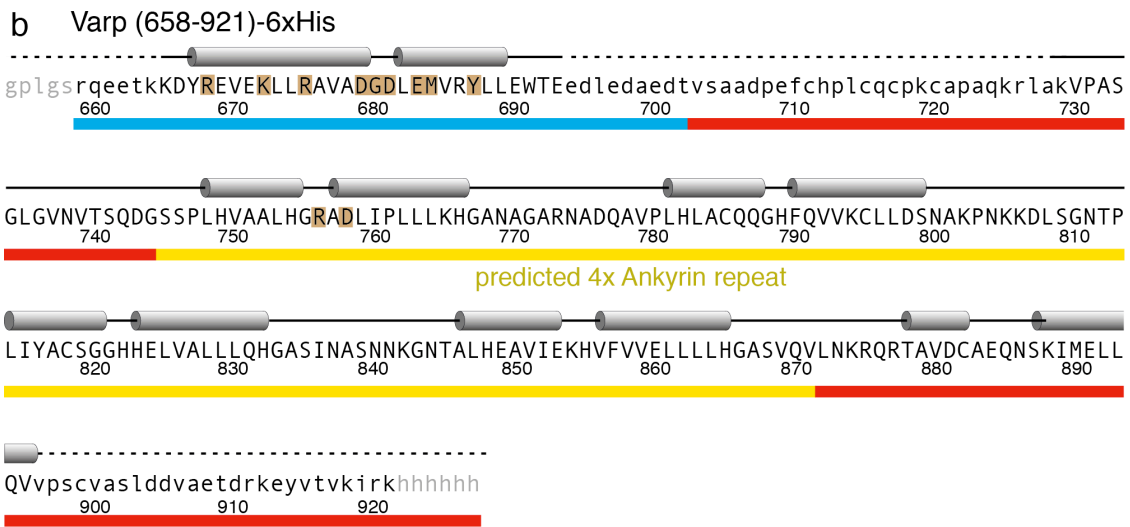 b Varp (658-921)-6xHis
gplgsrqeetkKDYREVEKLLRAVADGDLEMVRYLLEWTEedledaedtvsaadpefchplcqcpkcapaqkrlakVPAS
660 670 680 690 700 710 720 730
GLGVNVTSQDGSSPLHVAALHGRADLIPLLLKHGANAGARNADQAVPLHLACQQGHFQVVKCLLDSNAKPNKKDLSGNTP
740 750 760 770 780 790 800 810
predicted 4x Ankyrin repeat
LIYACSGGHHELVALLLQHGASINASNNKGNTALHEAVIEKHVFVVELLLLHGASVQVLNKRQRTAVDCAEQNSKIMELL
820 830 840 850 860 870 880 890
QVvpscvaslddvaetdrkeyvtvkirkhhhhhh
900 910 920